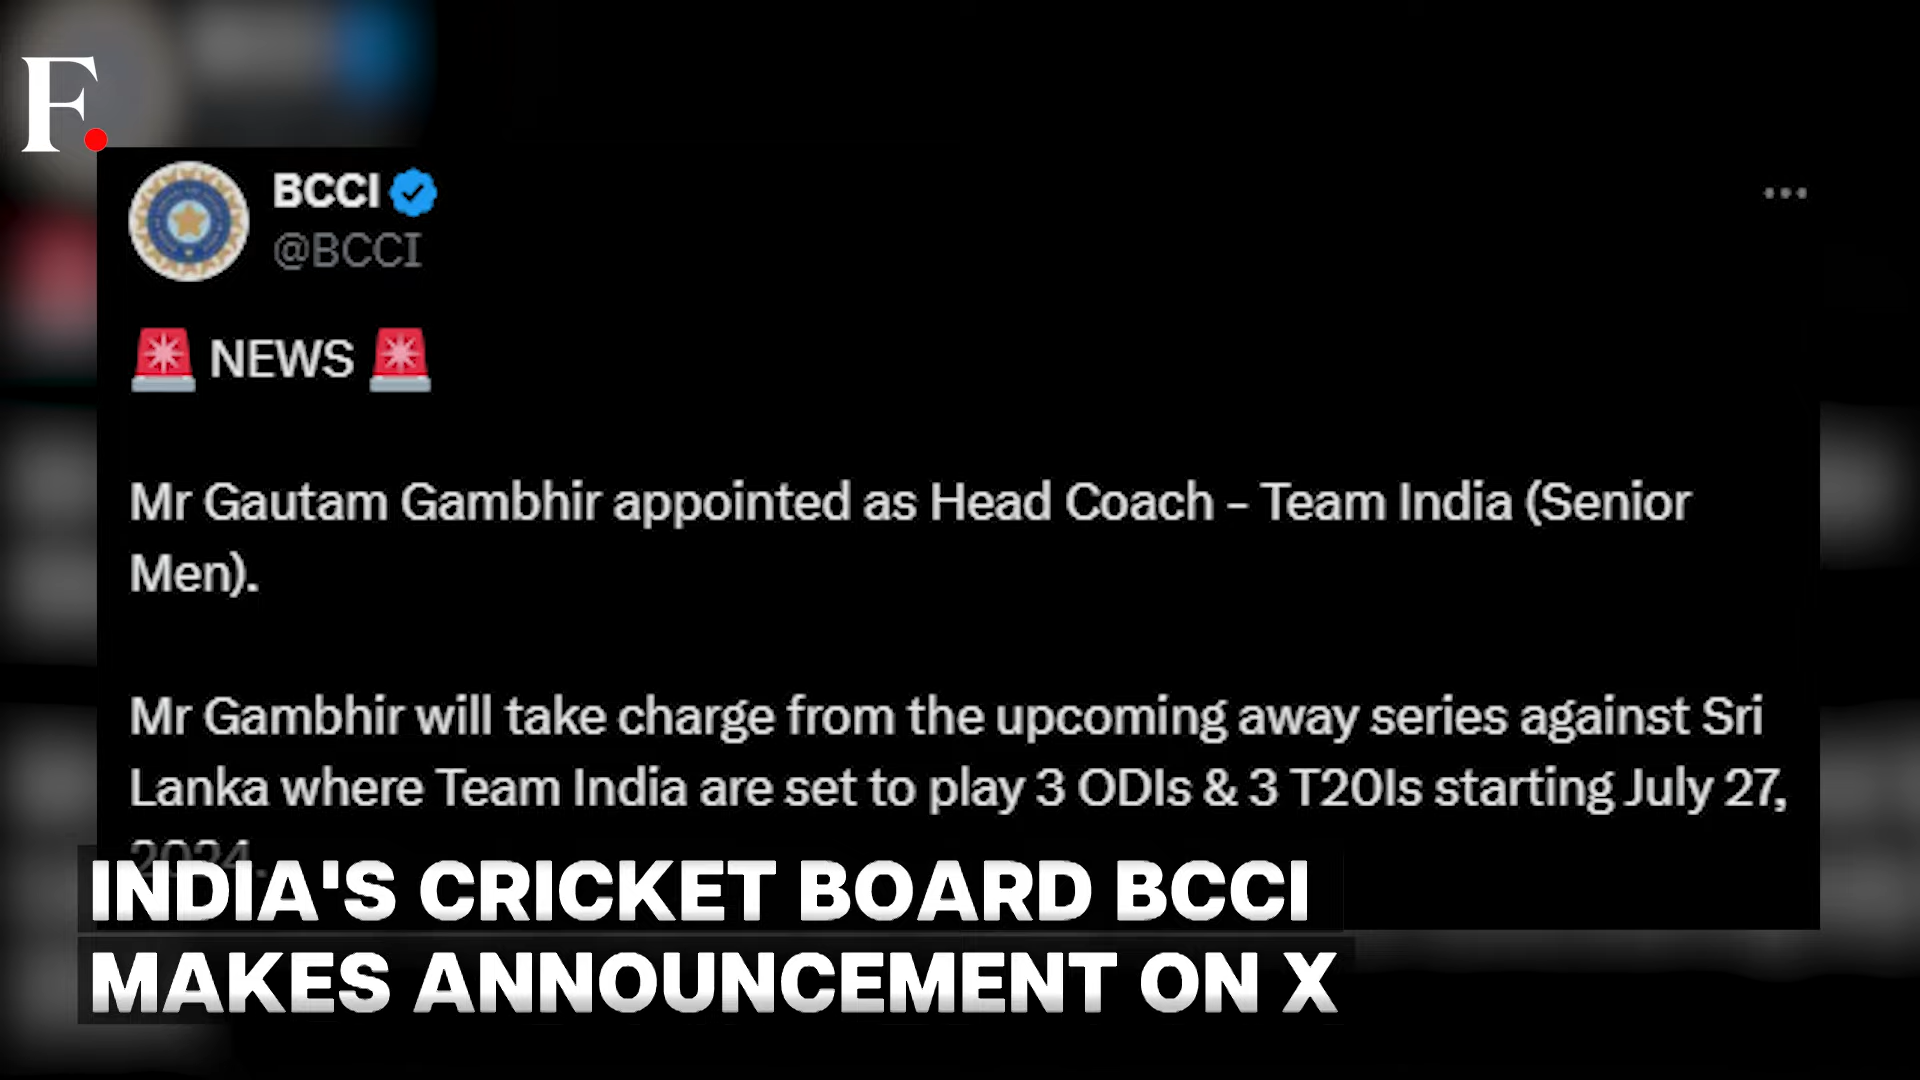 F.
BCCI
@BCCI
🚨 NEWS 🚨
Mr Gautam Gambhir appointed as Head Coach – Team India (Senior
Men).
Mr Gambhir will take charge from the upcoming away series against Sri
Lanka where Team India are set to play 3 ODIs & 3 T20Is starting July 27,
2024.
INDIA'S CRICKET BOARD BCCI
MAKES ANNOUNCEMENT ON X